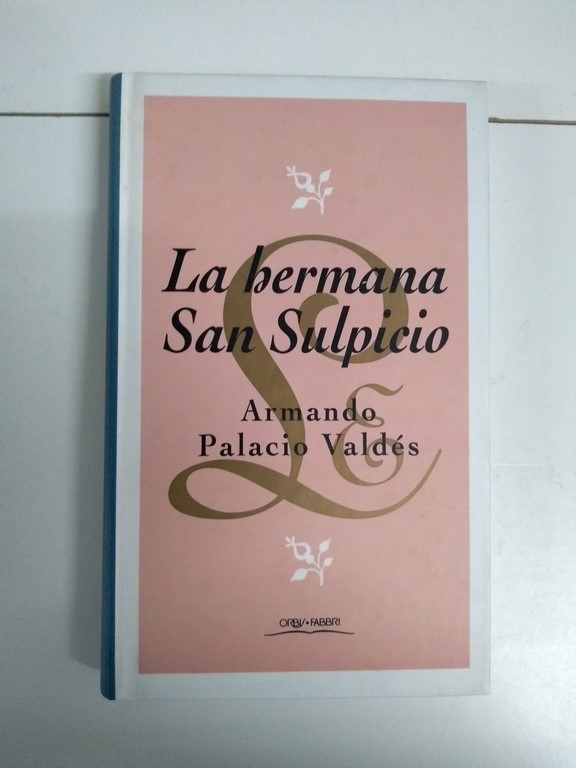 La hermana
San Sulpicio
Armando
Palacio Valdés
L E
ORBIS • FABBRI